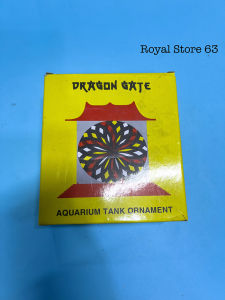 Royal Store 63
DRAGON GATE
AQUARIUM TANK ORNAMENT